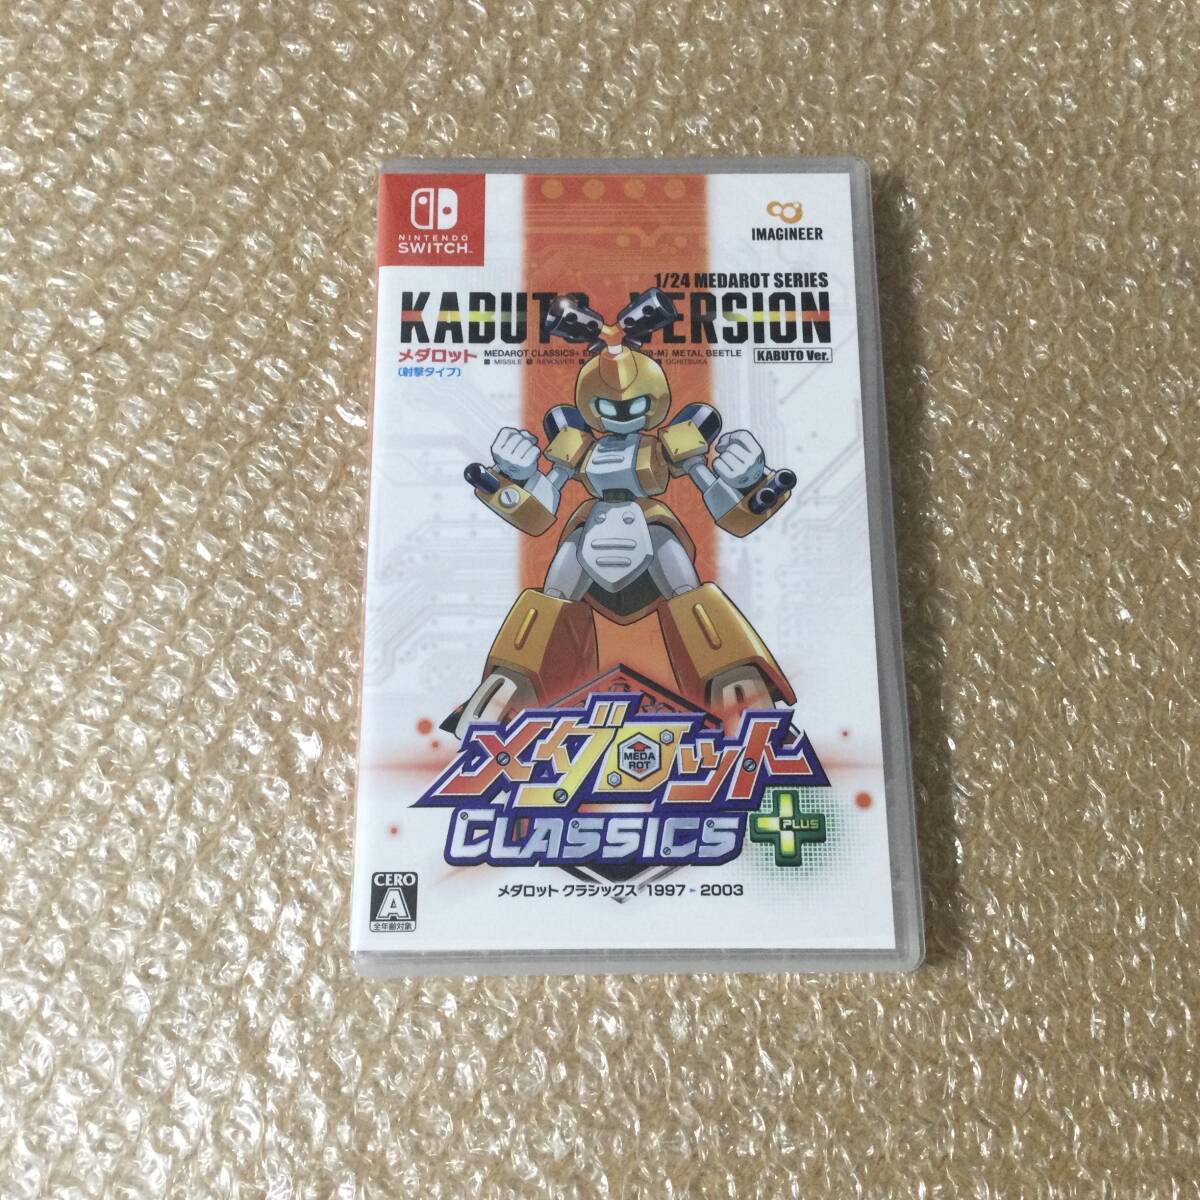 NINTENDO
SWITCH™
IMAGINEER
1/24 MEDAROT SERIES
KABUTO VERSION
メダロット
(射撃タイプ)
MEDAROT CLASSICS+ METAL BEETLE
MISSILE REVOLVER OCHITSUKA
KABUTO Ver.
メダロット
MEDA
ROT
CLASSICS
PLUS
メダロット クラシックス 1997 ▸ 2003
CERO
A
全年齢対象